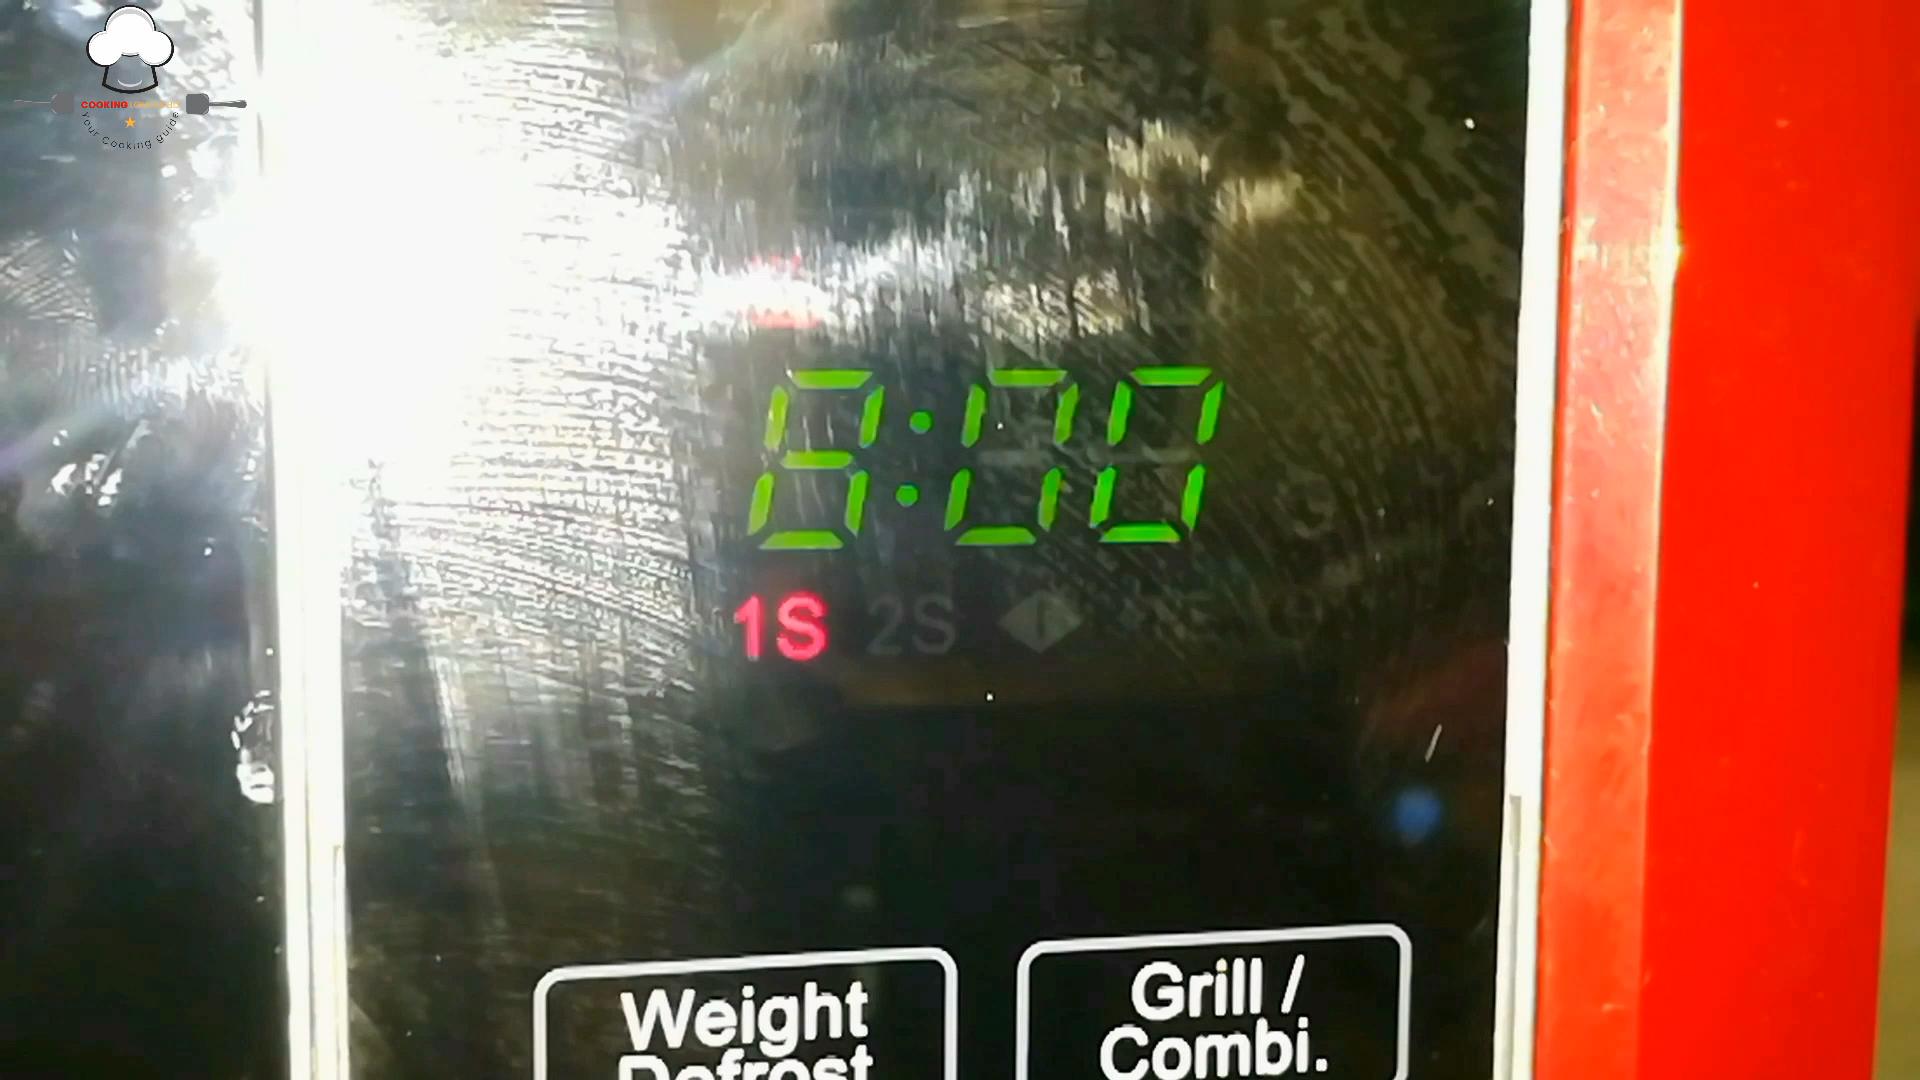 COOKING
Your Cooking guide
8:00
1S 2S
Weight
Defrost
Grill /
Combi.